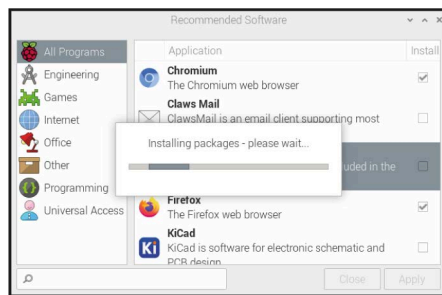 Recommended Software
All Programs
Engineering
Games
Internet
Office
Other
Programming
Universal Access
Application
Install
Chromium
The Chromium web browser
Claws Mail
ClawsMail is an email client supporting most
Installing packages - please wait...
uded in the
Firefox
The Firefox web browser
KiCad
KiCad is software for electronic schematic and
PCB design
Ki
Close
Apply